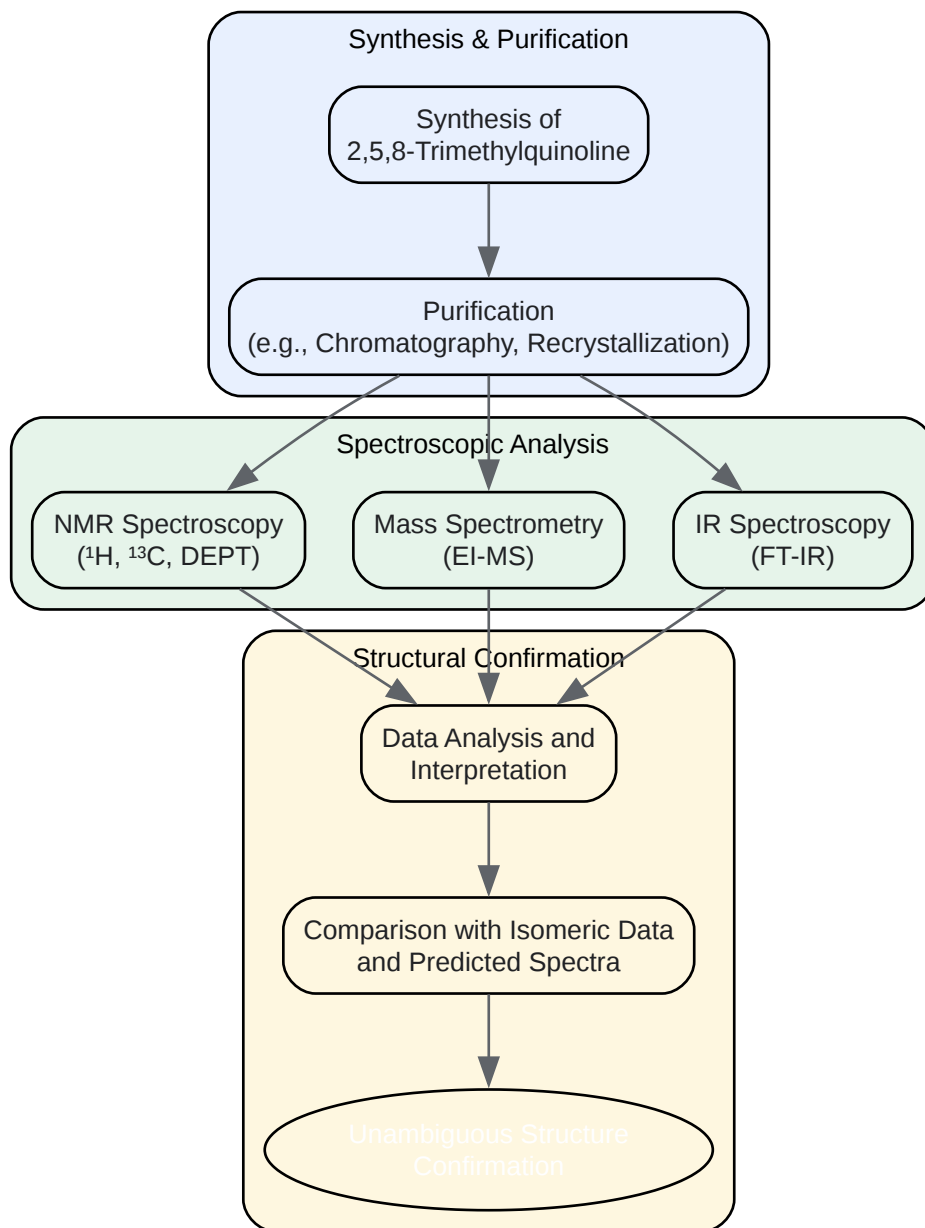 Synthesis & Purification
Synthesis of
2,5,8-Trimethylquinoline
Purification
(e.g., Chromatography, Recrystallization)
Spectroscopic Analysis
NMR Spectroscopy
(¹H, ¹³C, DEPT)
Mass Spectrometry
(EI-MS)
IR Spectroscopy
(FT-IR)
Structural Confirmation
Data Analysis and
Interpretation
Comparison with Isomeric Data
and Predicted Spectra
Unambiguous Structure
Confirmation